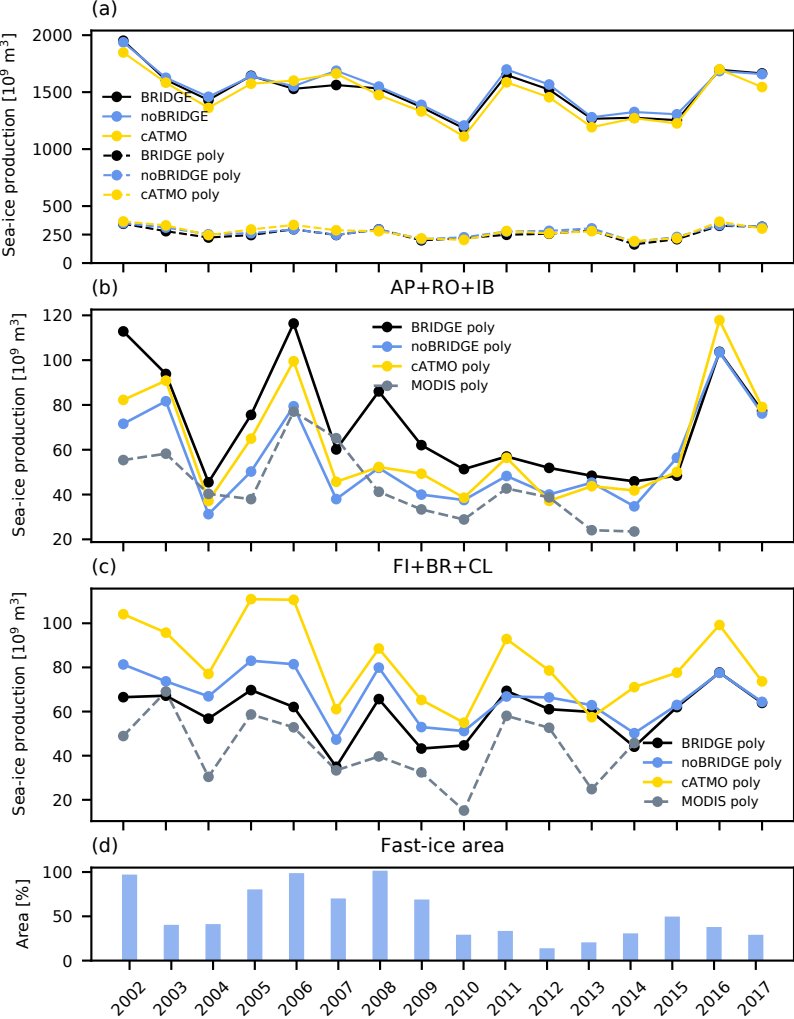 (a)
Sea-ice production [10⁹ m³]
2000
1500
1000
500
250
0
BRIDGE
noBRIDGE
cATMO
BRIDGE poly
noBRIDGE poly
cATMO poly
(b)
AP+RO+IB
Sea-ice production [10⁹ m³]
120
100
80
60
40
20
BRIDGE poly
noBRIDGE poly
cATMO poly
MODIS poly
(c)
FI+BR+CL
Sea-ice production [10⁹ m³]
100
80
60
40
20
BRIDGE poly
noBRIDGE poly
cATMO poly
MODIS poly
(d)
Fast-ice area
Area [%]
100
50
0
2002 2003 2004 2005 2006 2007 2008 2009 2010 2011 2012 2013 2014 2015 2016 2017